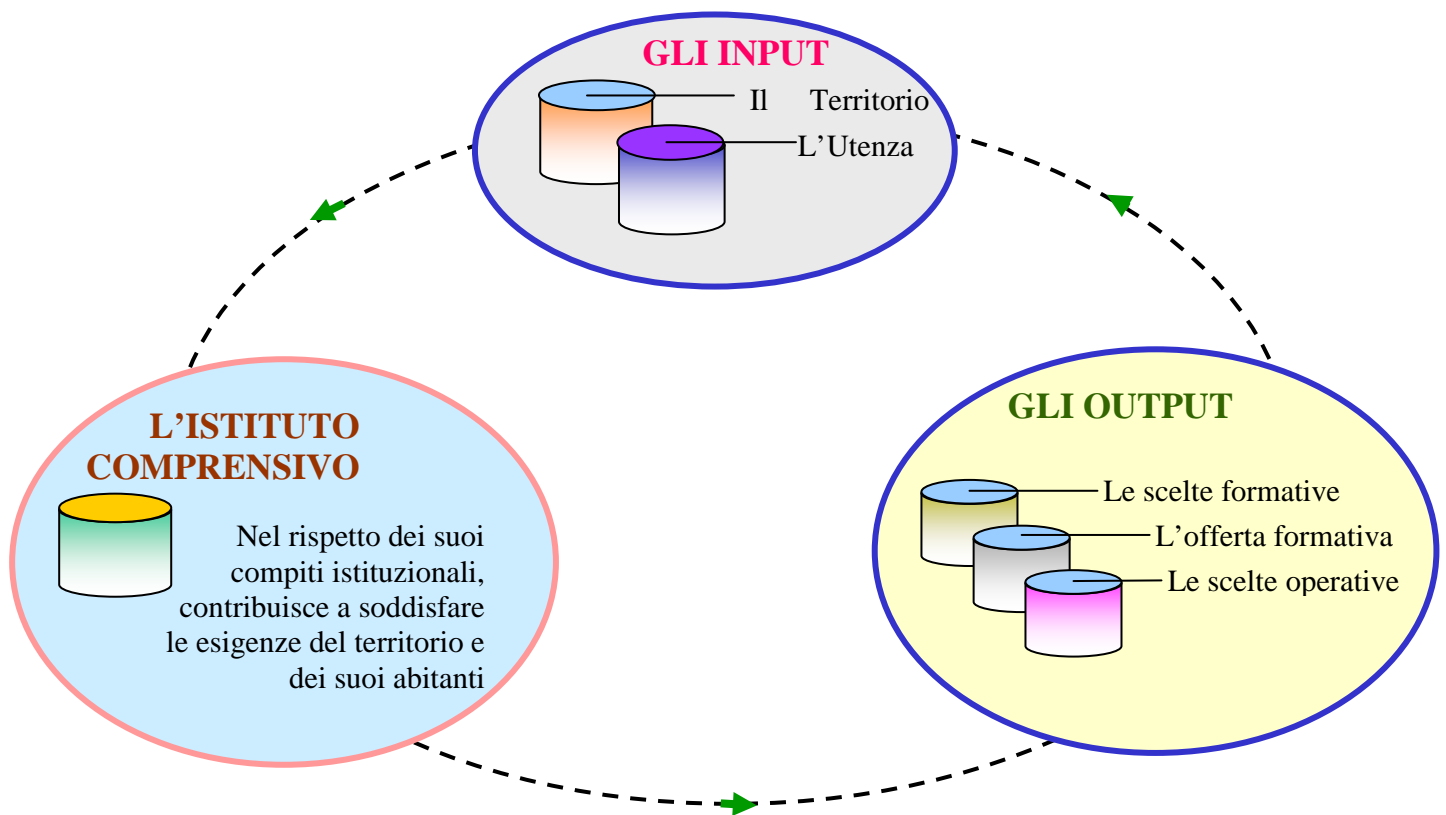 GLI INPUT
Il Territorio
L’Utenza
L’ISTITUTO
COMPRENSIVO
Nel rispetto dei suoi
compiti istituzionali,
contribuisce a soddisfare
le esigenze del territorio e
dei suoi abitanti
GLI OUTPUT
Le scelte formative
L’offerta formativa
Le scelte operative